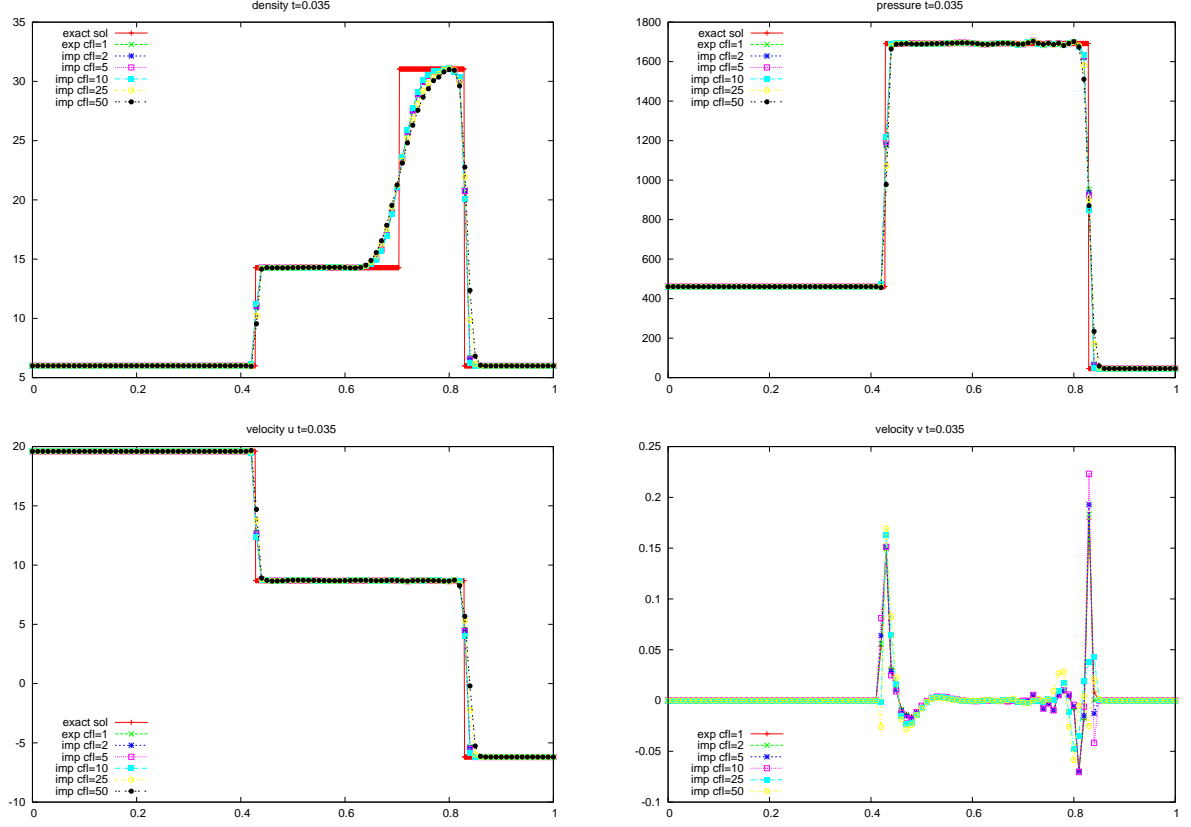 density t=0.035
35
30
25
20
15
10
5
0
0.2
0.4
0.6
0.8
1
exact sol
exp cfl=1
imp cfl=2
imp cfl=5
imp cfl=10
imp cfl=25
imp cfl=50
pressure t=0.035
1800
1600
1400
1200
1000
800
600
400
200
0
0
0.2
0.4
0.6
0.8
1
exact sol
exp cfl=1
imp cfl=2
imp cfl=5
imp cfl=10
imp cfl=25
imp cfl=50
velocity u t=0.035
20
15
10
5
0
-5
-10
0
0.2
0.4
0.6
0.8
1
exact sol
exp cfl=1
imp cfl=2
imp cfl=5
imp cfl=10
imp cfl=25
imp cfl=50
velocity v t=0.035
0.25
0.2
0.15
0.1
0.05
0
-0.05
-0.1
0
0.2
0.4
0.6
0.8
1
exp cfl=1
imp cfl=2
imp cfl=5
imp cfl=10
imp cfl=25
imp cfl=50